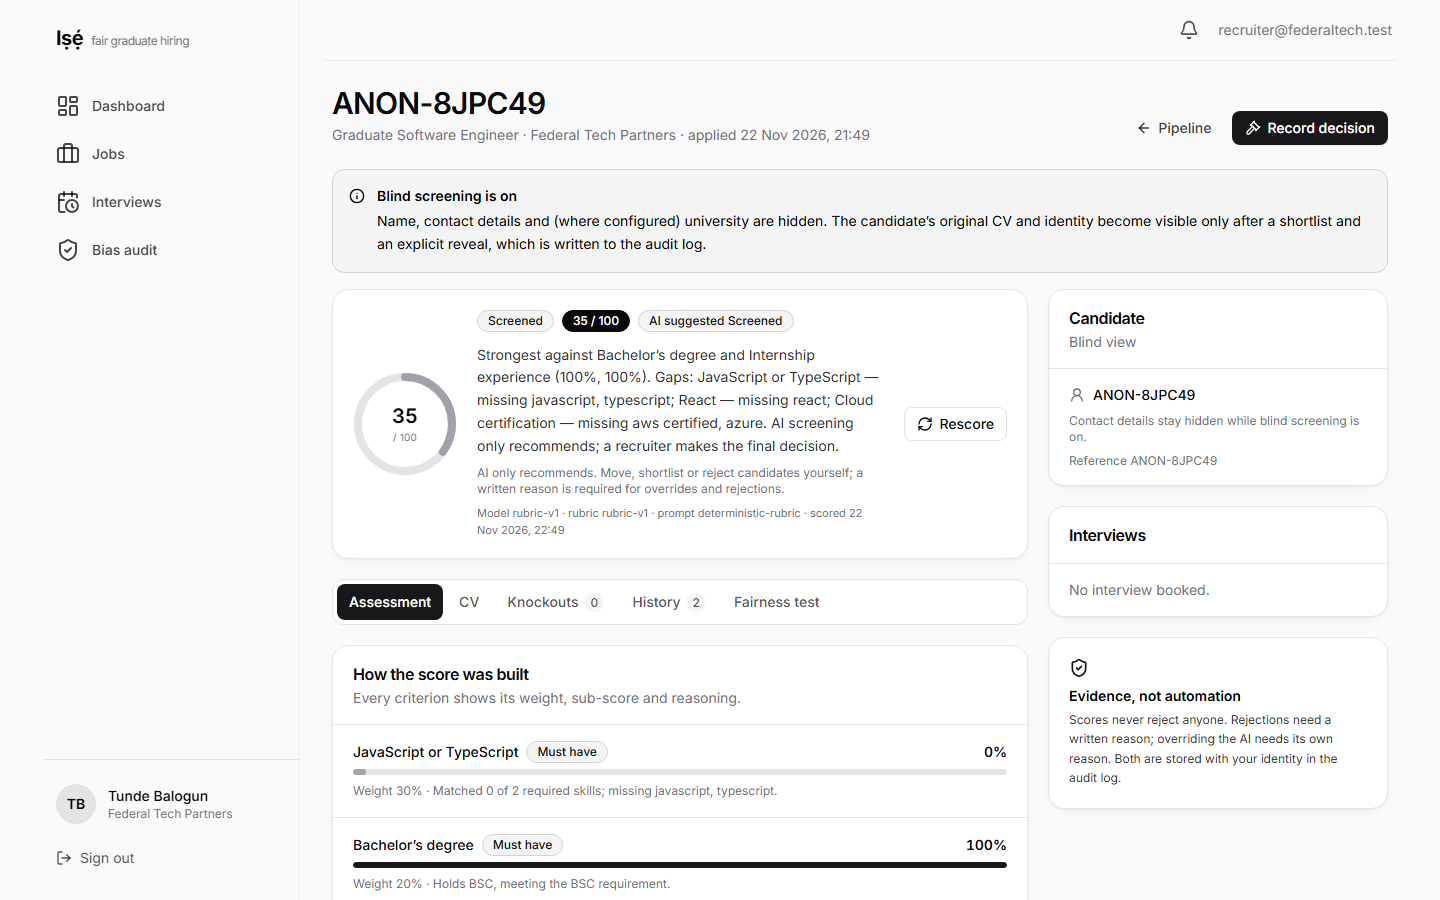 Iṣẹ́ fair graduate hiring
Dashboard
Jobs
Interviews
Bias audit
TB
Tunde Balogun
Federal Tech Partners
Sign out
recruiter@federaltech.test
ANON-8JPC49
Graduate Software Engineer · Federal Tech Partners · applied 22 Nov 2026, 21:49
Pipeline
Record decision
Blind screening is on
Name, contact details and (where configured) university are hidden. The candidate’s original CV and identity become visible only after a shortlist and
an explicit reveal, which is written to the audit log.
35
/ 100
Screened
35 / 100
AI suggested Screened
Strongest against Bachelor’s degree and Internship
experience (100%, 100%). Gaps: JavaScript or TypeScript —
missing javascript, typescript; React — missing react; Cloud
certification — missing aws certified, azure. AI screening
only recommends; a recruiter makes the final decision.
AI only recommends. Move, shortlist or reject candidates yourself; a
written reason is required for overrides and rejections.
Model rubric-v1 · rubric rubric-v1 · prompt deterministic-rubric · scored 22
Nov 2026, 22:49
Rescore
Assessment
CV
Knockouts 0
History 2
Fairness test
How the score was built
Every criterion shows its weight, sub-score and reasoning.
JavaScript or TypeScript Must have 0%
Weight 30% · Matched 0 of 2 required skills; missing javascript, typescript.
Bachelor’s degree Must have 100%
Weight 20% · Holds BSC, meeting the BSC requirement.
Candidate
Blind view
ANON-8JPC49
Contact details stay hidden while blind screening is
on.
Reference ANON-8JPC49
Interviews
No interview booked.
Evidence, not automation
Scores never reject anyone. Rejections need a
written reason; overriding the AI needs its own
reason. Both are stored with your identity in the
audit log.